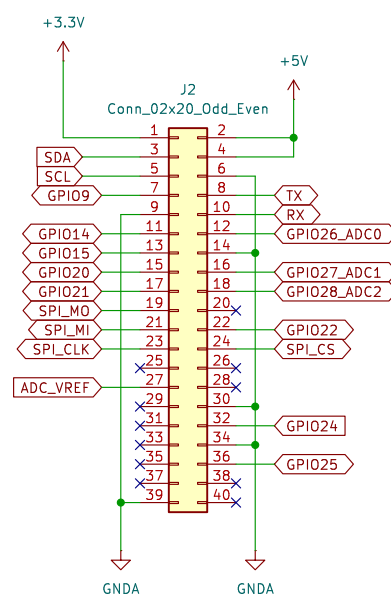 +3.3V
+5V
J2
Conn_02x20_Odd_Even
1 2
SDA 3 4
SCL 5 6
GPIO9 7 8 TX
9 10 RX
GPIO14 11 12 GPIO26_ADC0
GPIO15 13 14
GPIO20 15 16 GPIO27_ADC1
GPIO21 17 18 GPIO28_ADC2
SPI_MO 19 20
SPI_MI 21 22 GPIO22
SPI_CLK 23 24 SPI_CS
25 26
ADC_VREF 27 28
29 30
31 32 GPIO24
33 34
35 36 GPIO25
37 38
39 40
GNDA GNDA